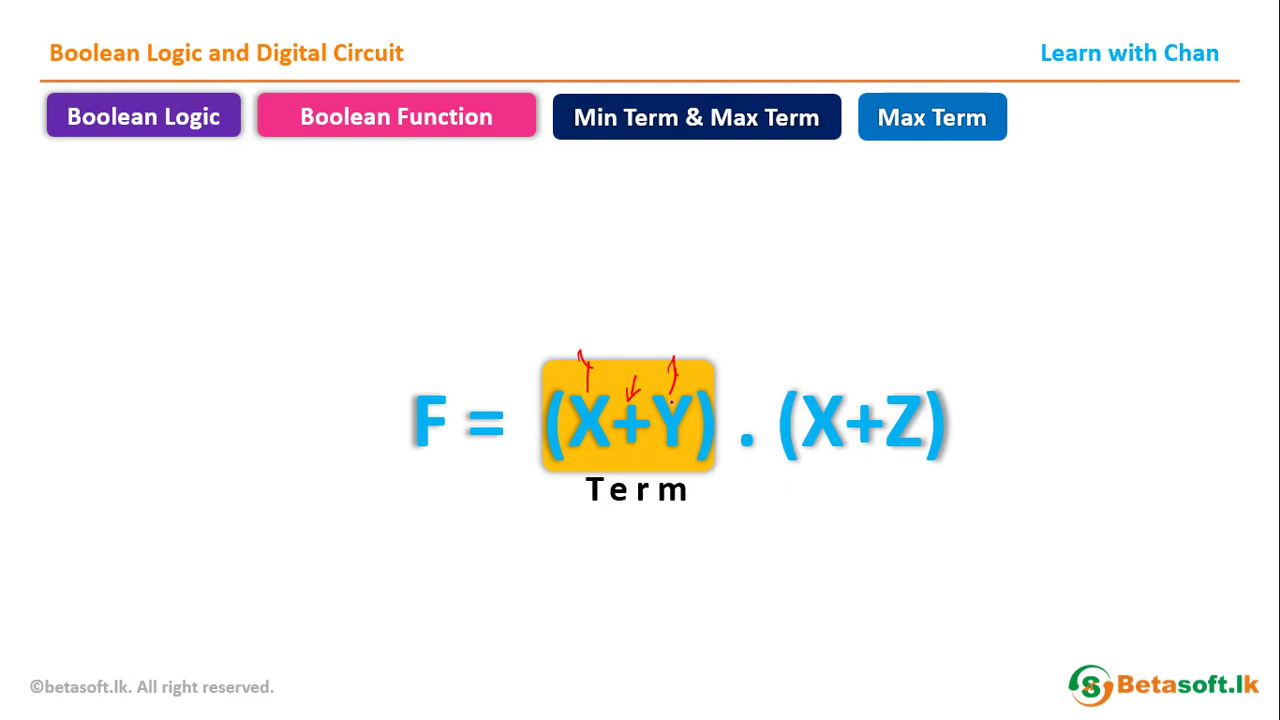 Boolean Logic and Digital Circuit
Learn with Chan
Boolean Logic
Boolean Function
Min Term & Max Term
Max Term
F = (X+Y) . (X+Z)
Term
©betasoft.lk. All right reserved.
Betasoft.lk